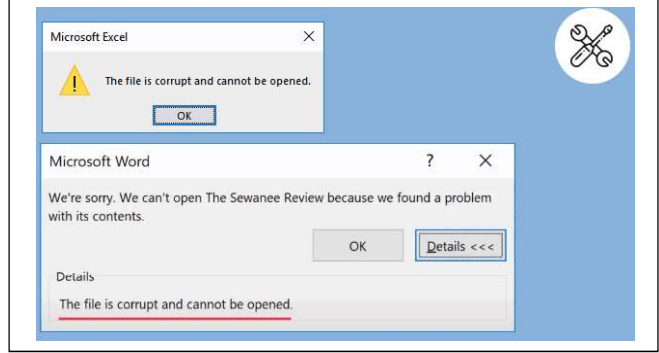 Microsoft Excel
The file is corrupt and cannot be opened.
OK
Microsoft Word
?
We're sorry. We can't open The Sewanee Review because we found a problem
with its contents.
OK
Details <<<
Details
The file is corrupt and cannot be opened.